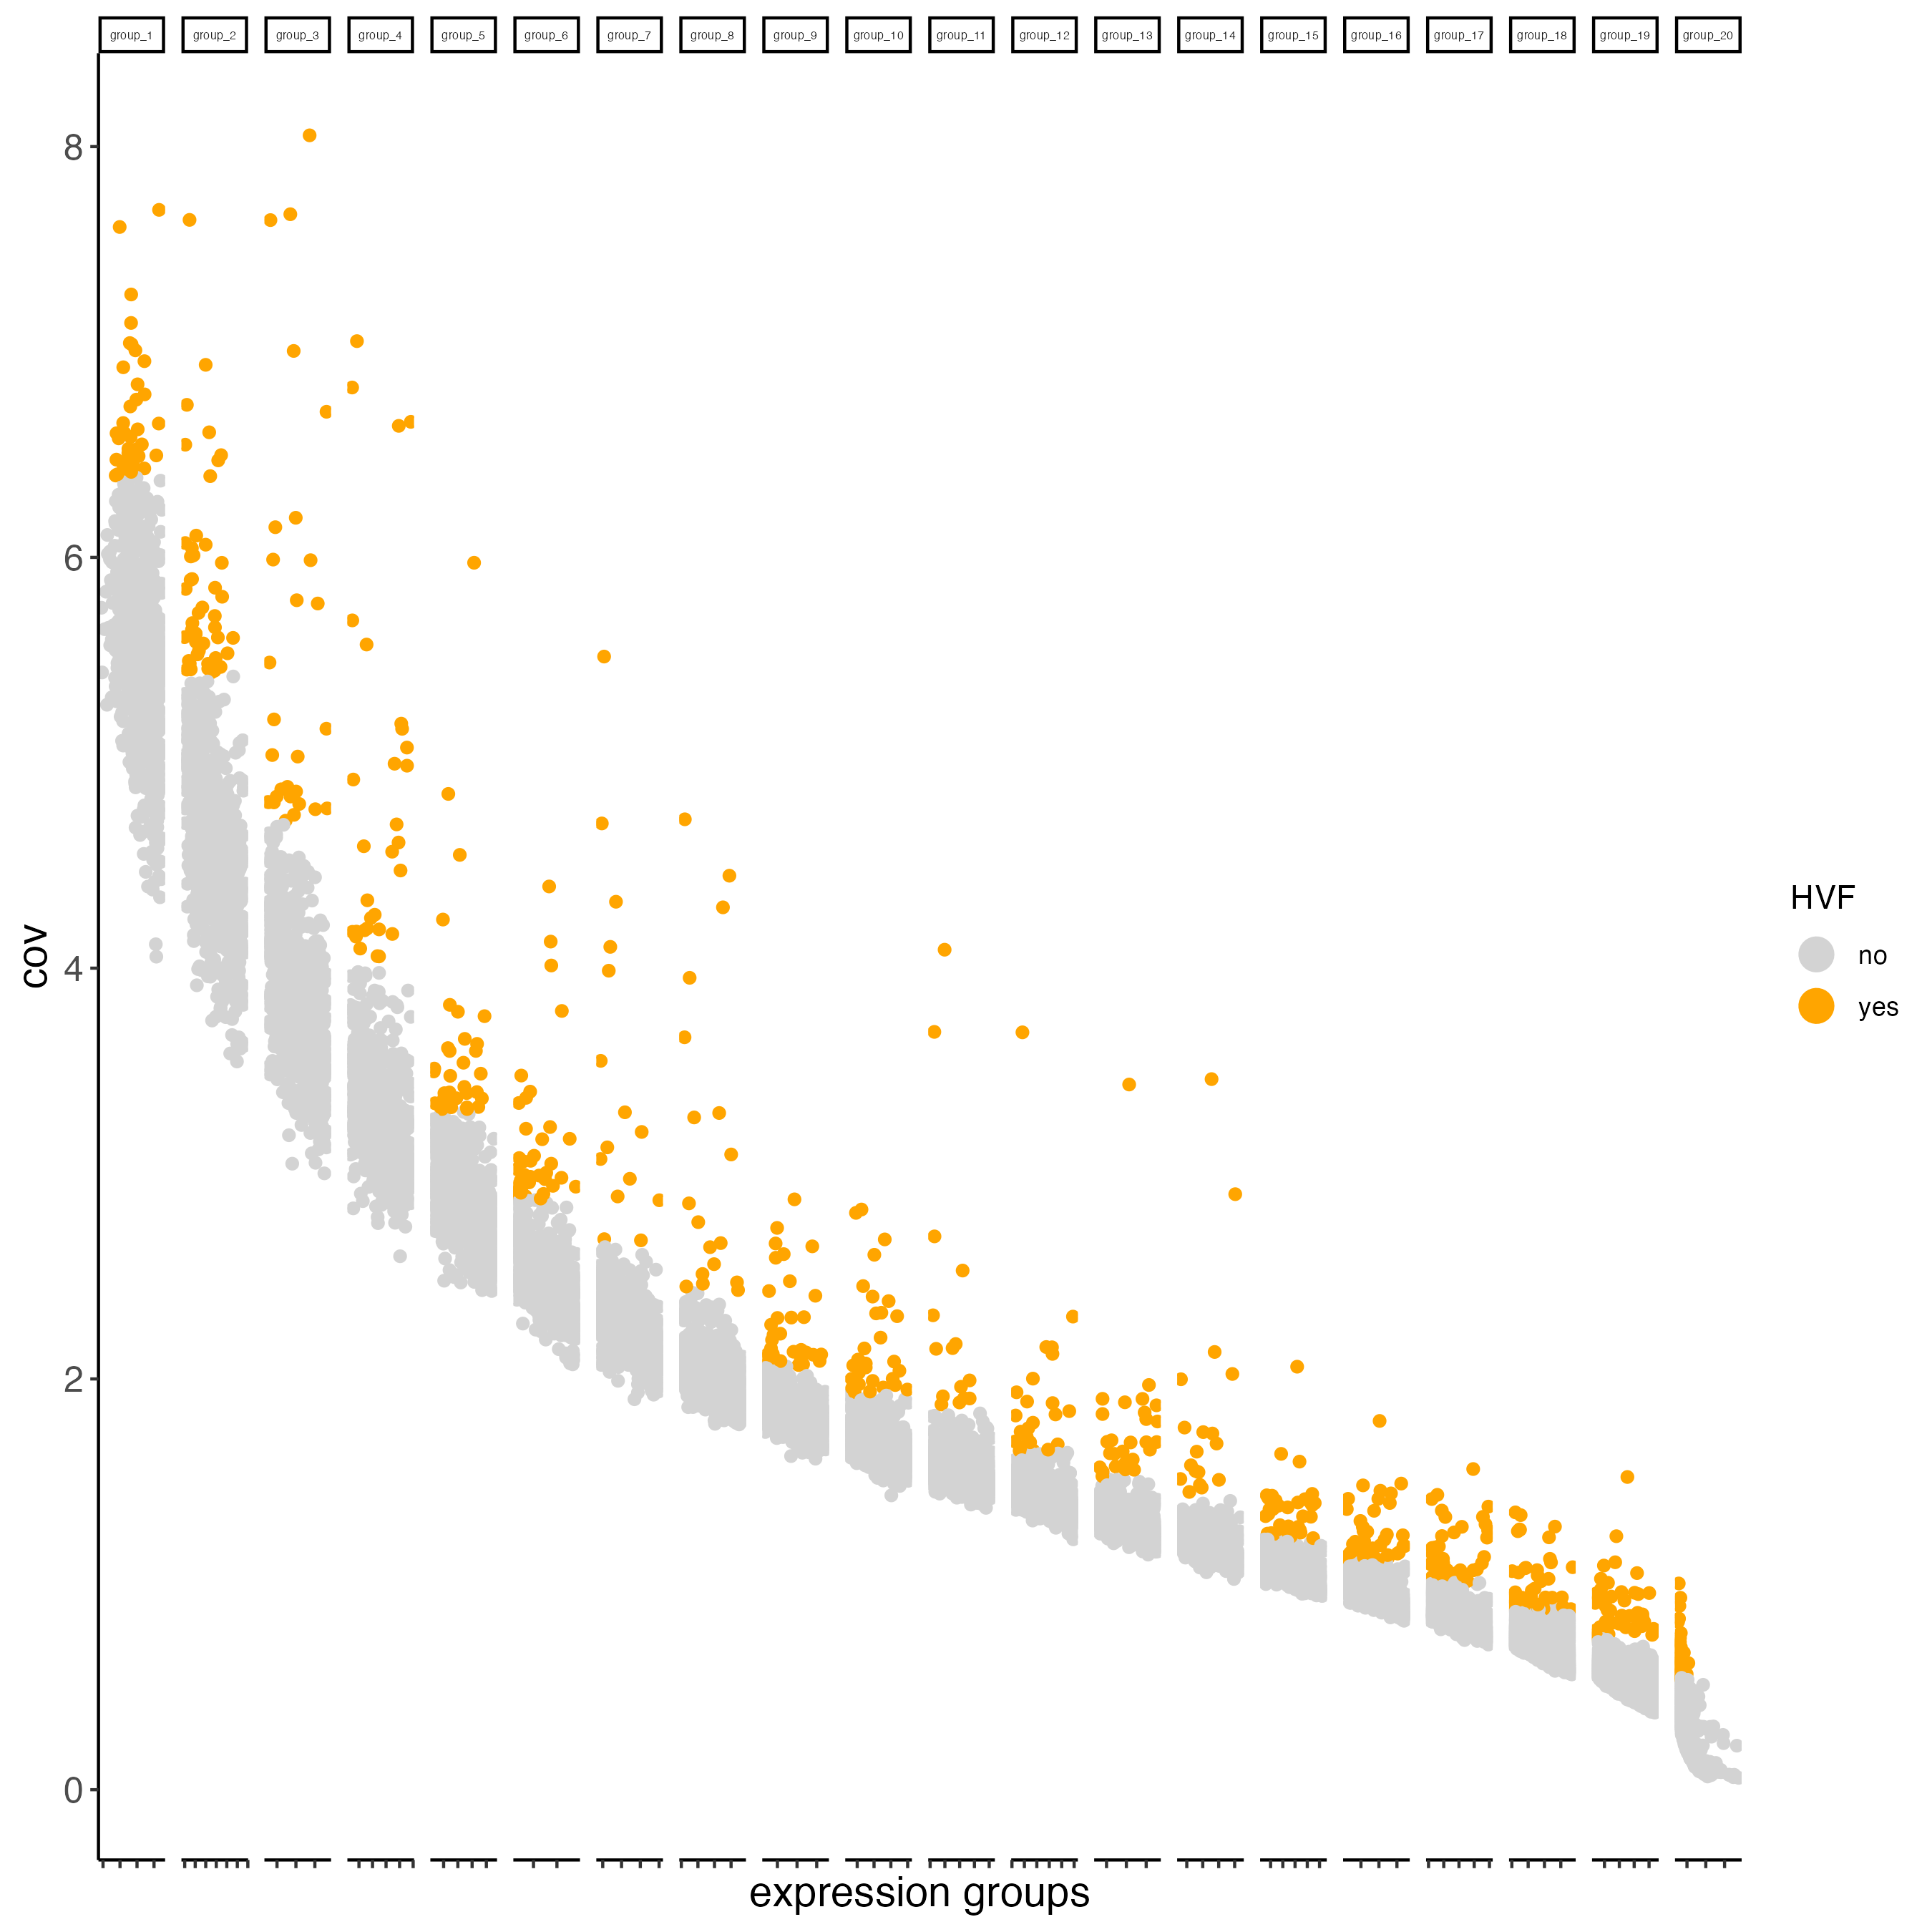 group_1 group_2 group_3 group_4 group_5 group_6 group_7 group_8 group_9 group_10 group_11 group_12 group_13 group_14 group_15 group_16 group_17 group_18 group_19 group_20
8
6
4
2
0
cov
expression groups
HVF
no
yes